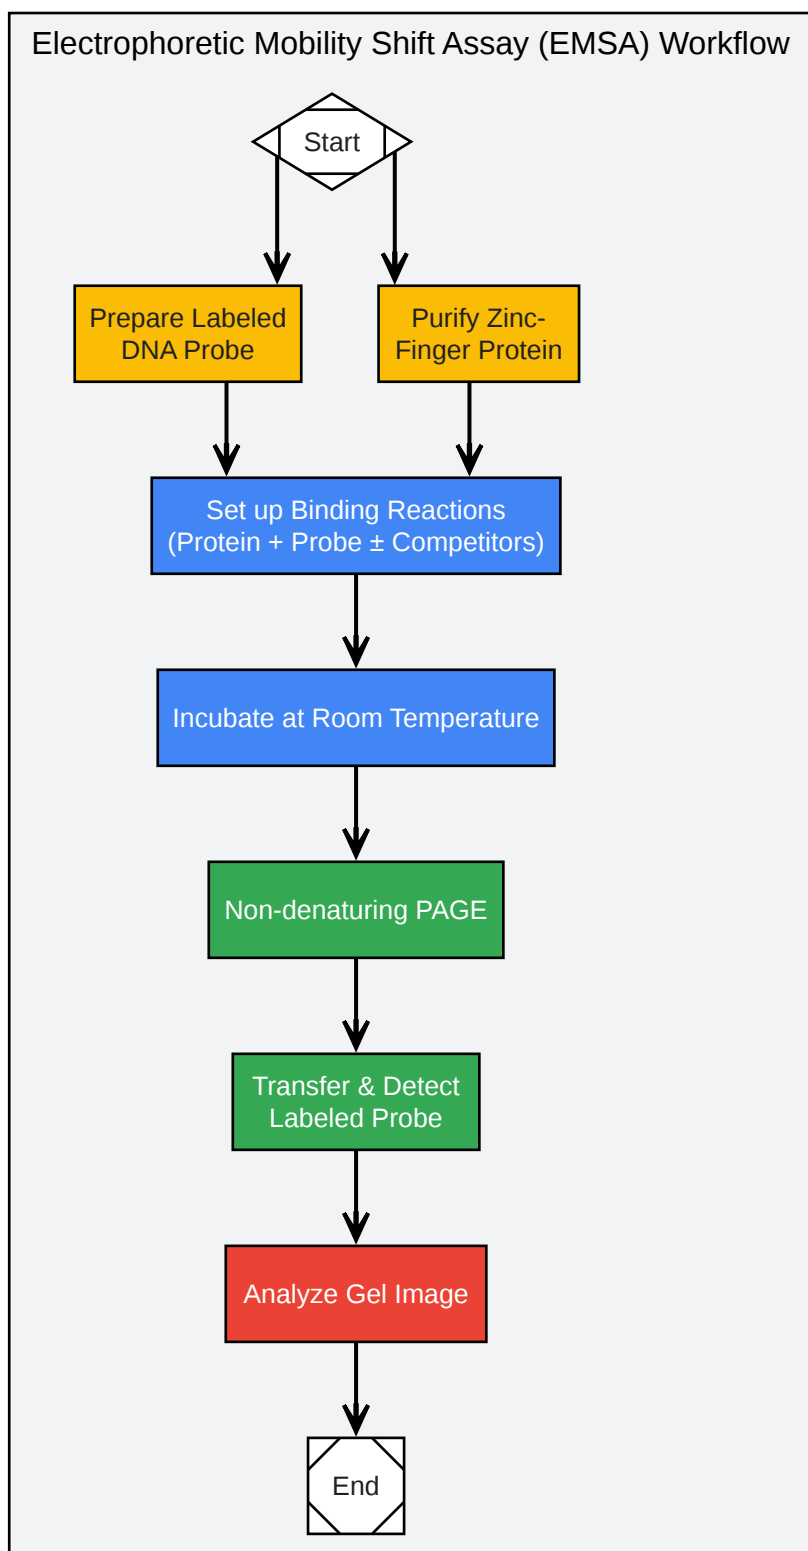 Electrophoretic Mobility Shift Assay (EMSA) Workflow
Start
Prepare Labeled
DNA Probe
Purify Zinc-
Finger Protein
Set up Binding Reactions
(Protein + Probe ± Competitors)
Incubate at Room Temperature
Non-denaturing PAGE
Transfer & Detect
Labeled Probe
Analyze Gel Image
End